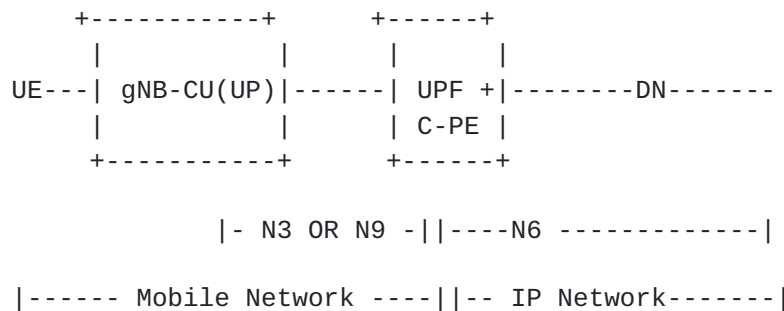 UE---| gNB-CU(UP)|------| UPF +|--------DN-------
| C-PE |
|- N3 OR N9 -||----N6 -------------|
|------ Mobile Network ----||-- IP Network-------|